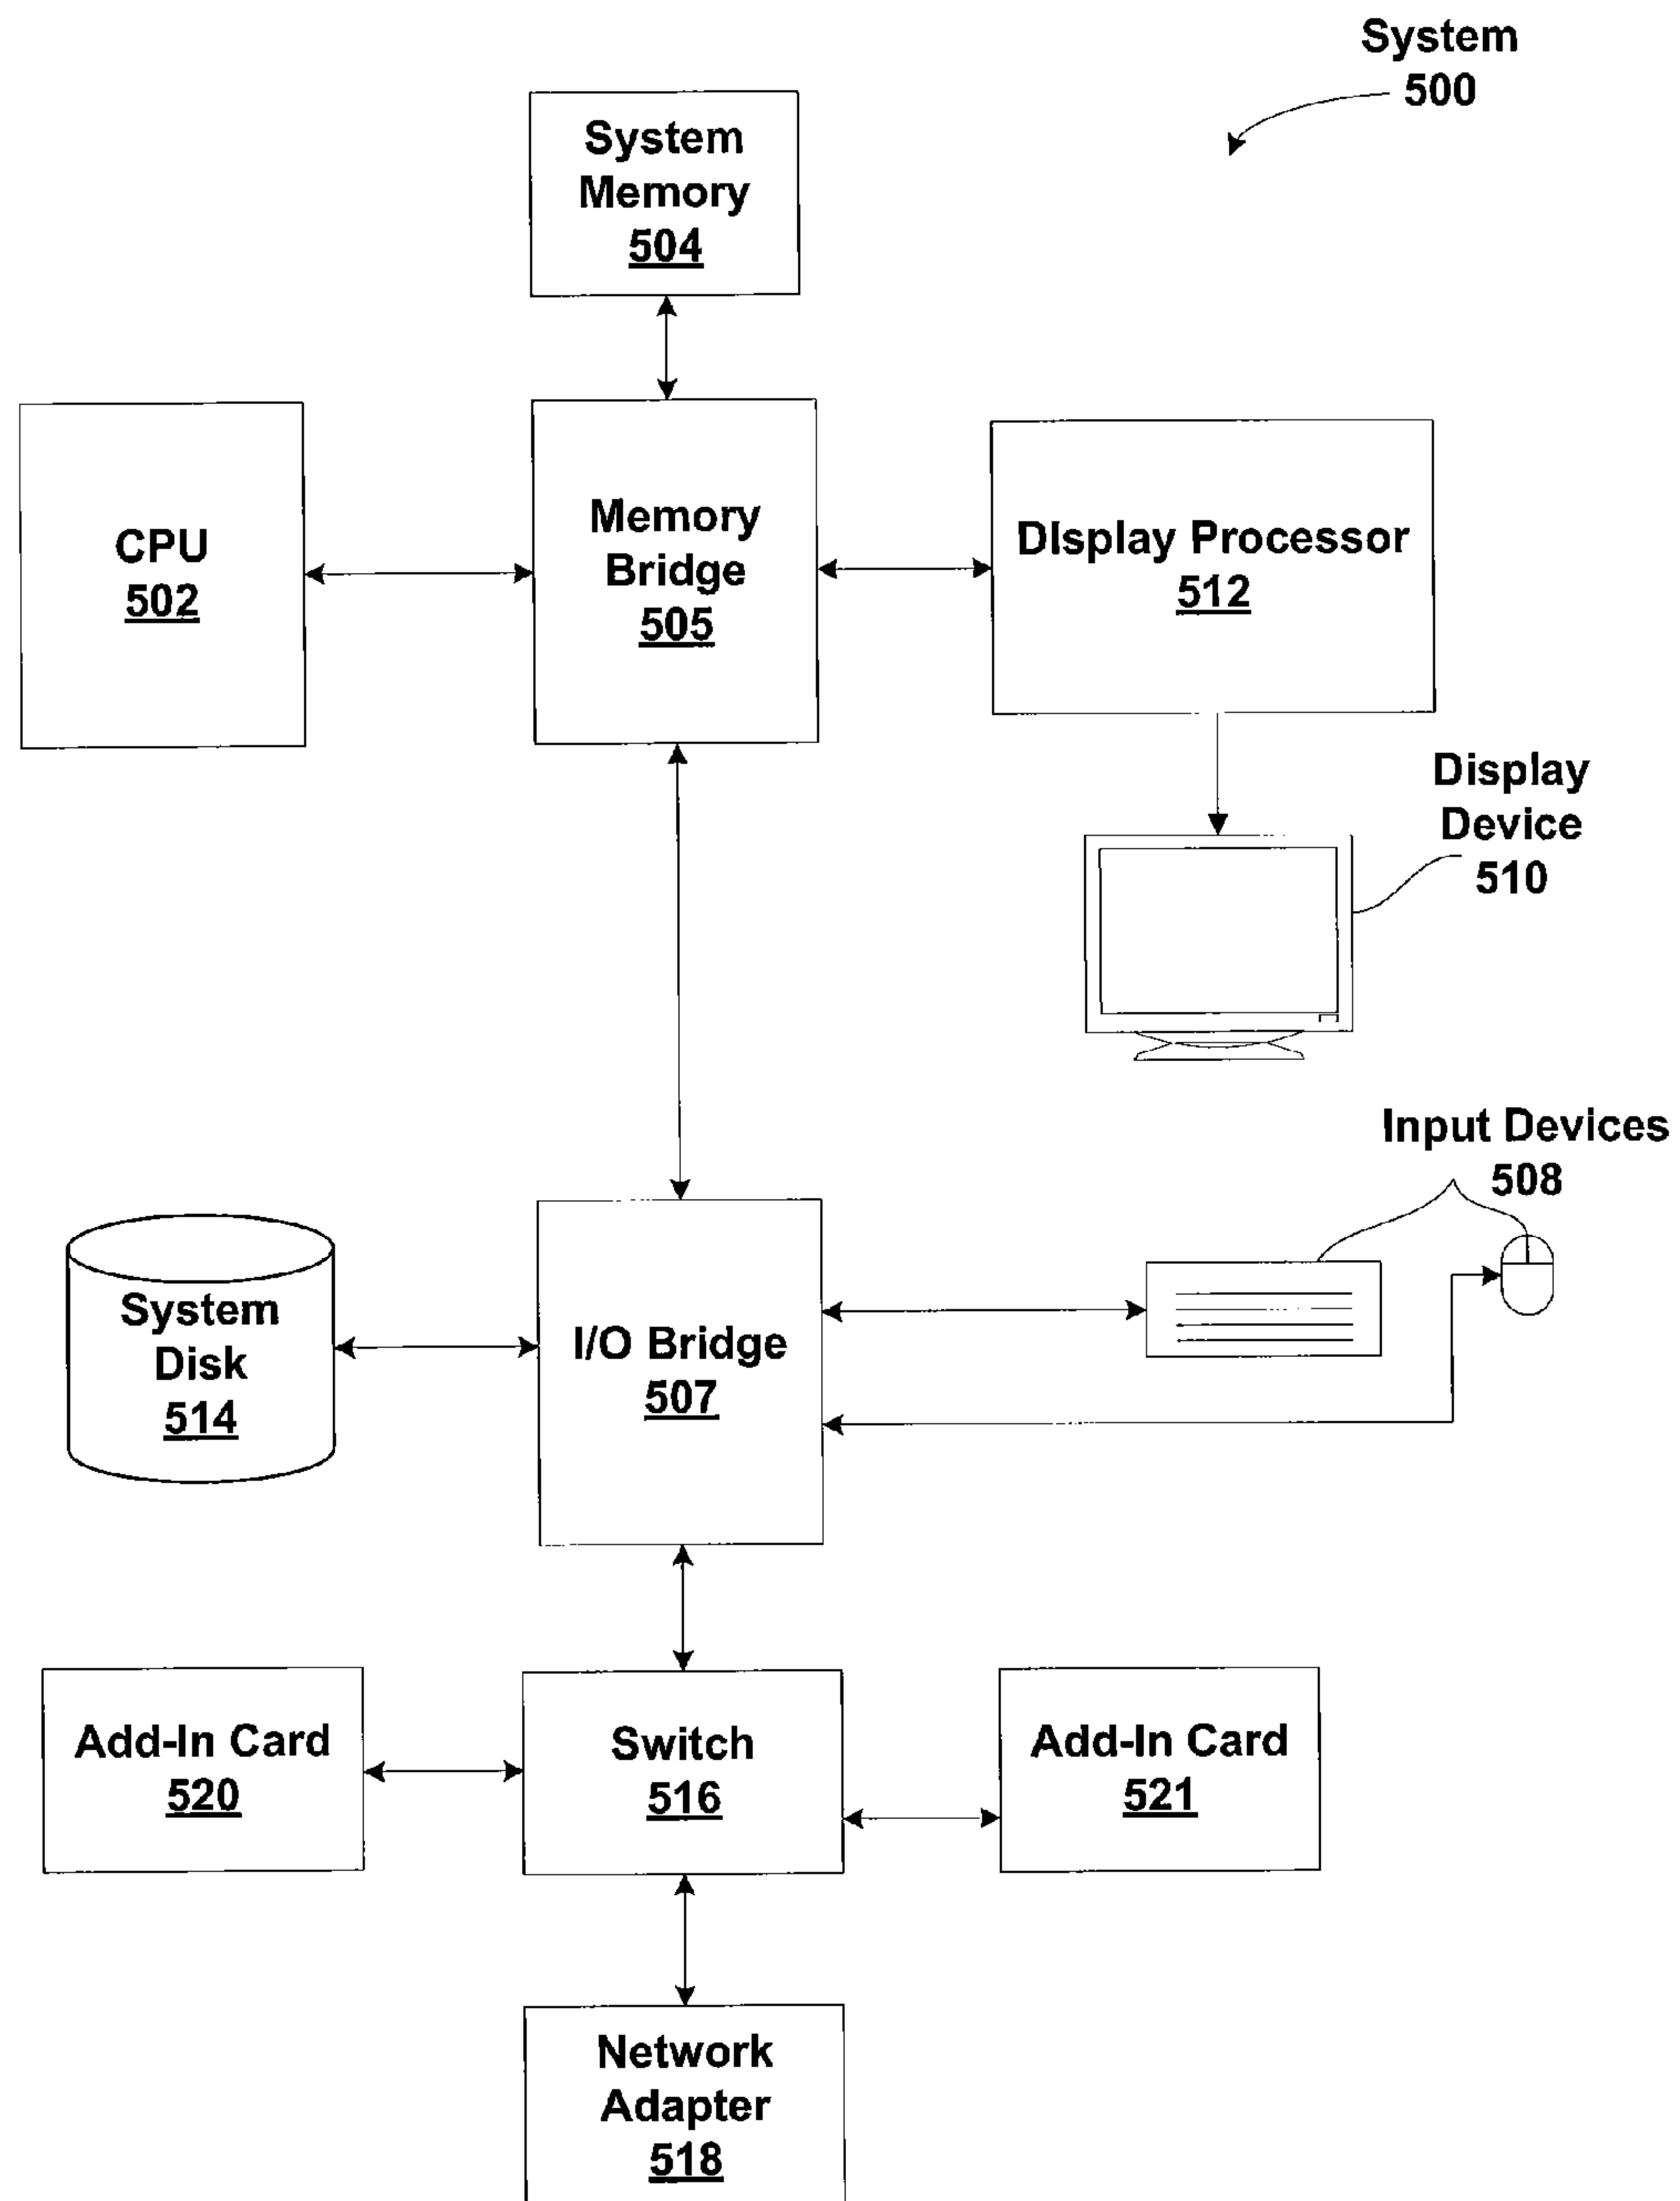 System
500
System
Memory
504
CPU
502
Memory
Bridge
505
DIsplay Processor
512
Display
Device
510
Input Devices
508
System
Disk
514
I/O Bridge
507
Add-In Card
520
Switch
516
Add-In Card
521
Network
Adapter
518